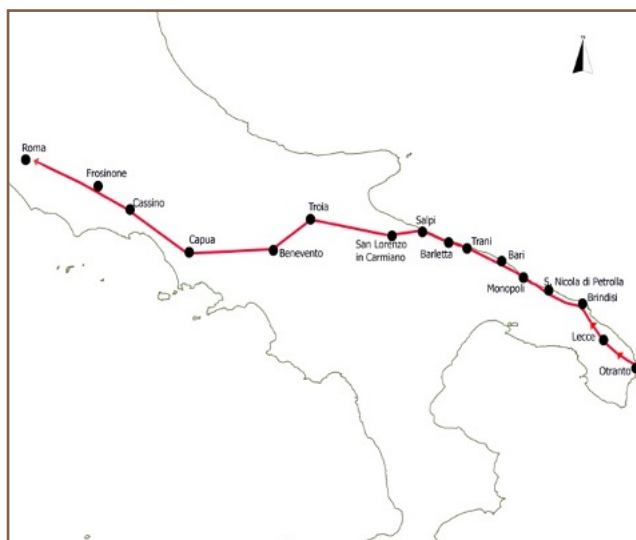 Roma
Frosinone
Cassino
Capua
Benevento
Troia
San Lorenzo
in Carmiano
Salpi
Barletta
Trani
Bari
Monopoli
S. Nicola di Petrolla
Brindisi
Lecce
Otranto